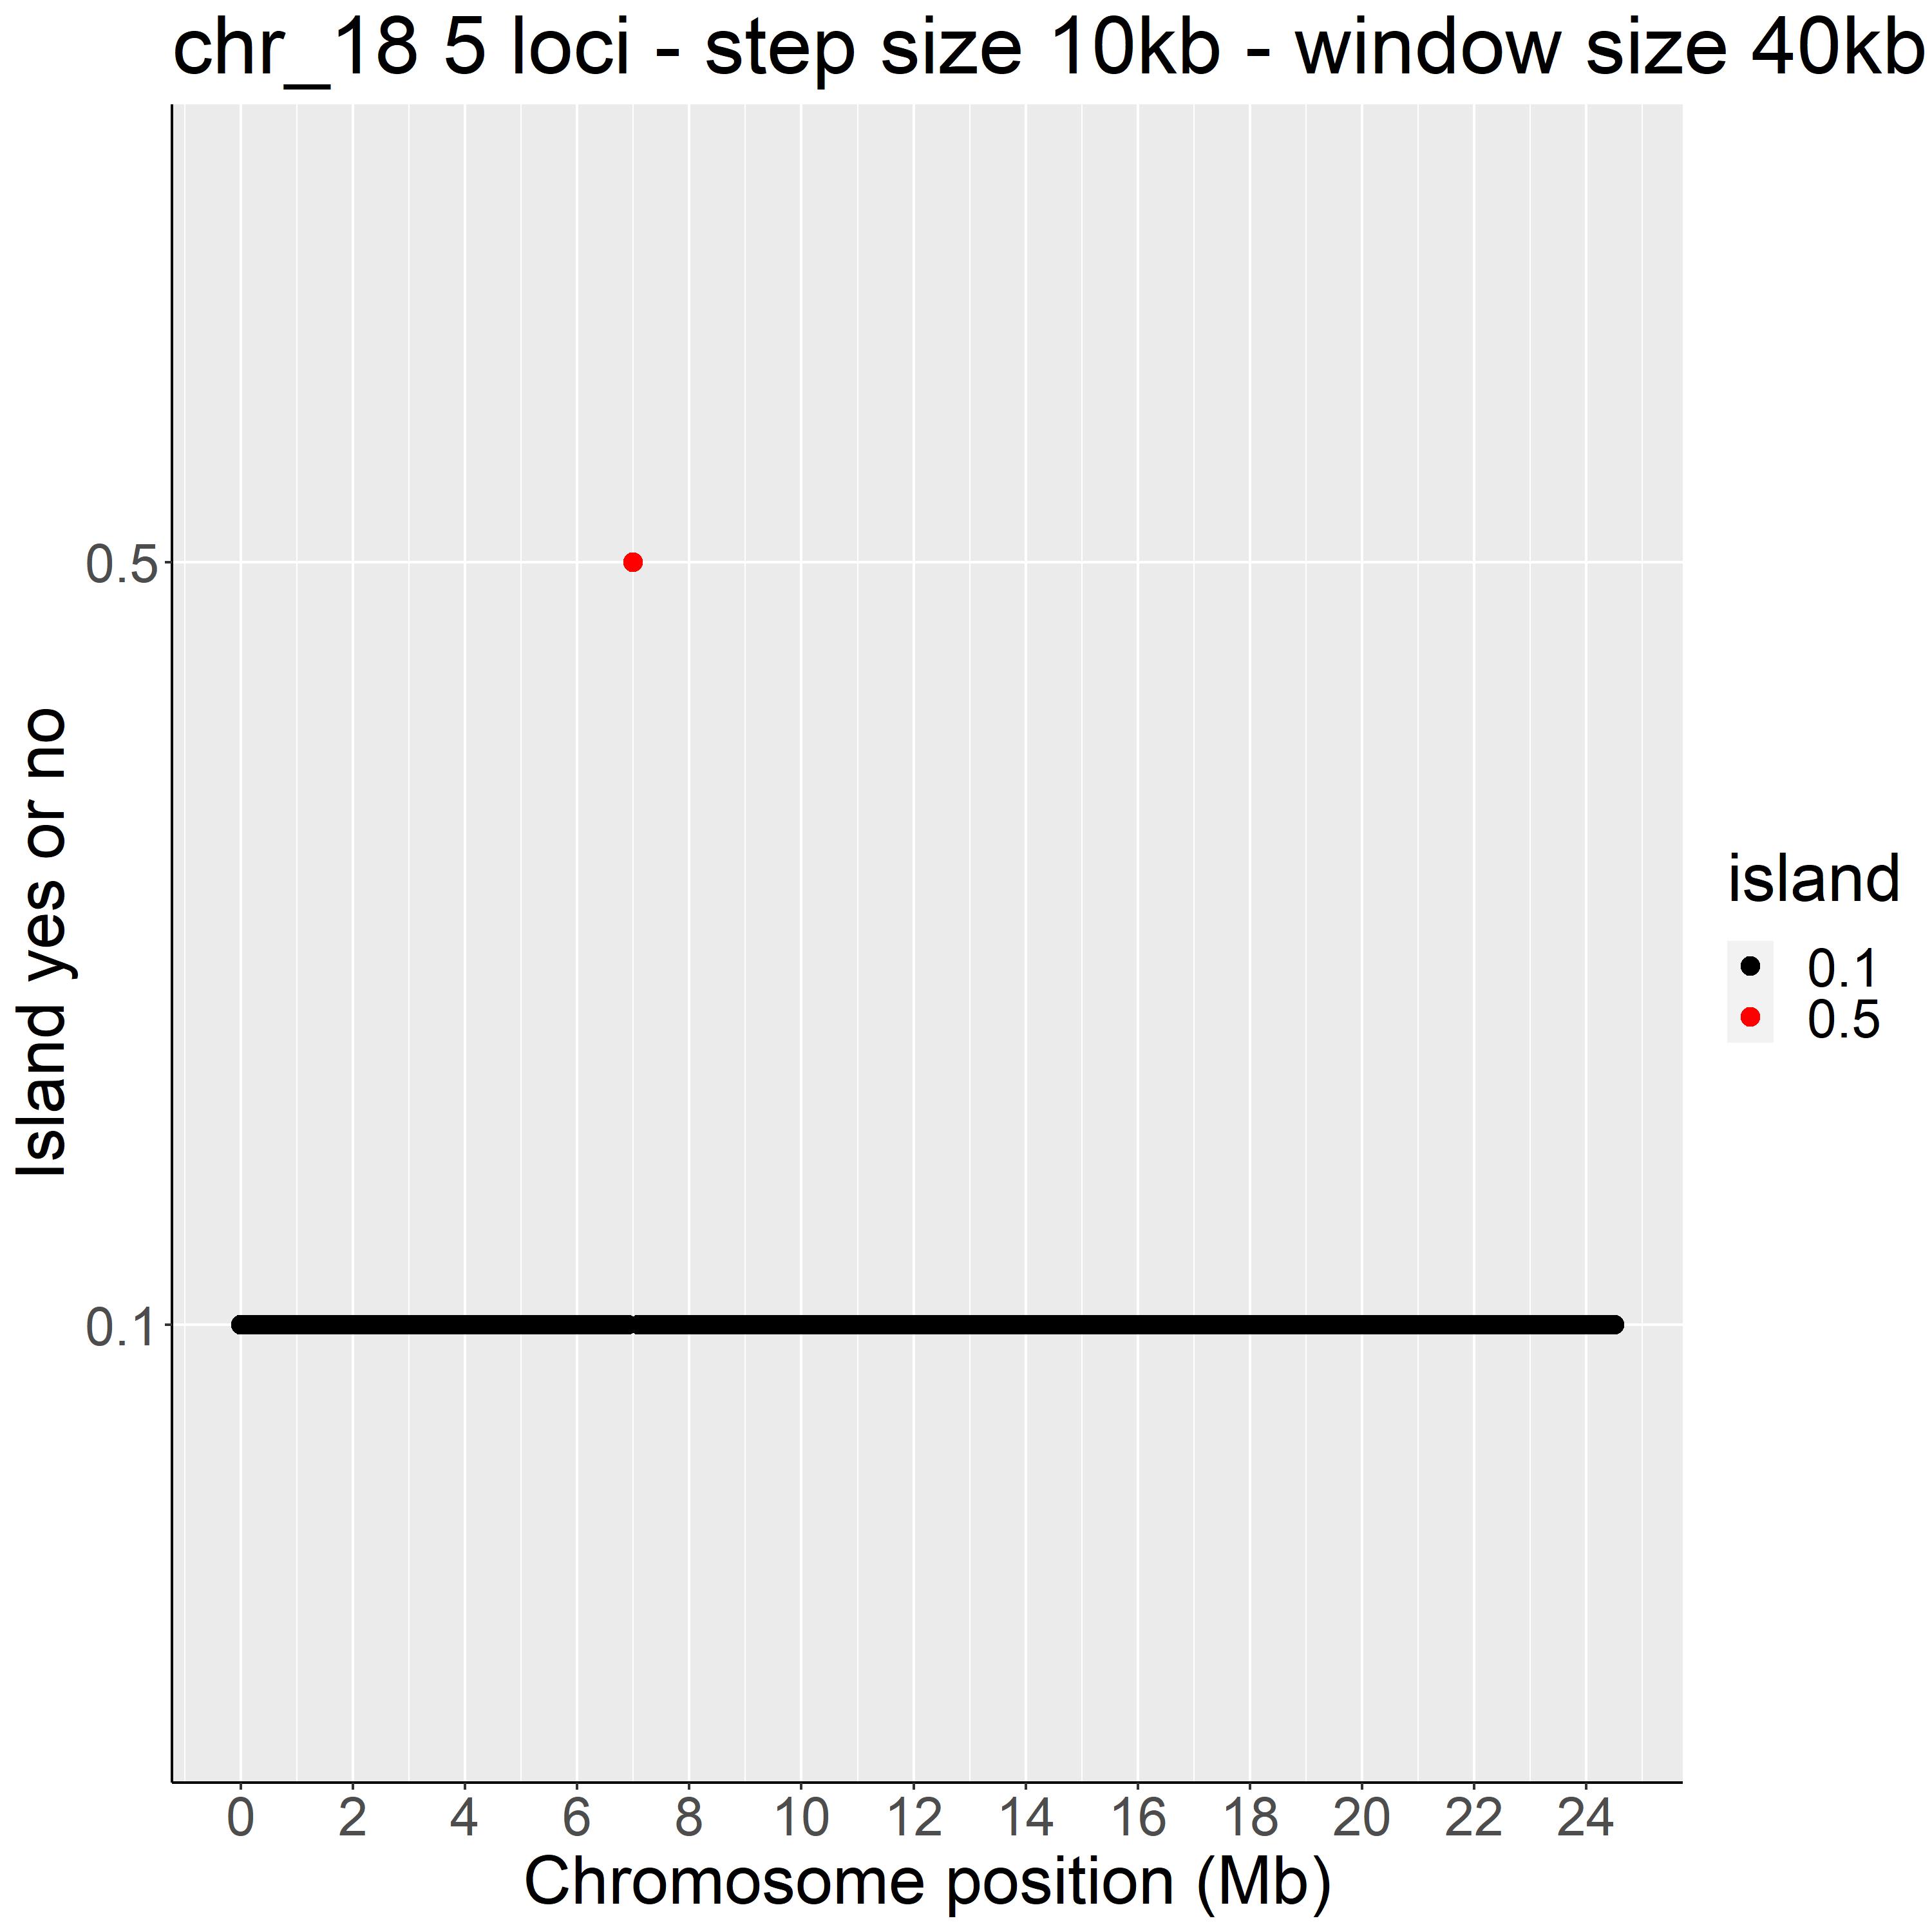 chr_18 5 loci - step size 10kb - window size 40kb
Island yes or no
0.5
0.1
0 2 4 6 8 10 12 14 16 18 20 22 24
Chromosome position (Mb)
island
0.1
0.5